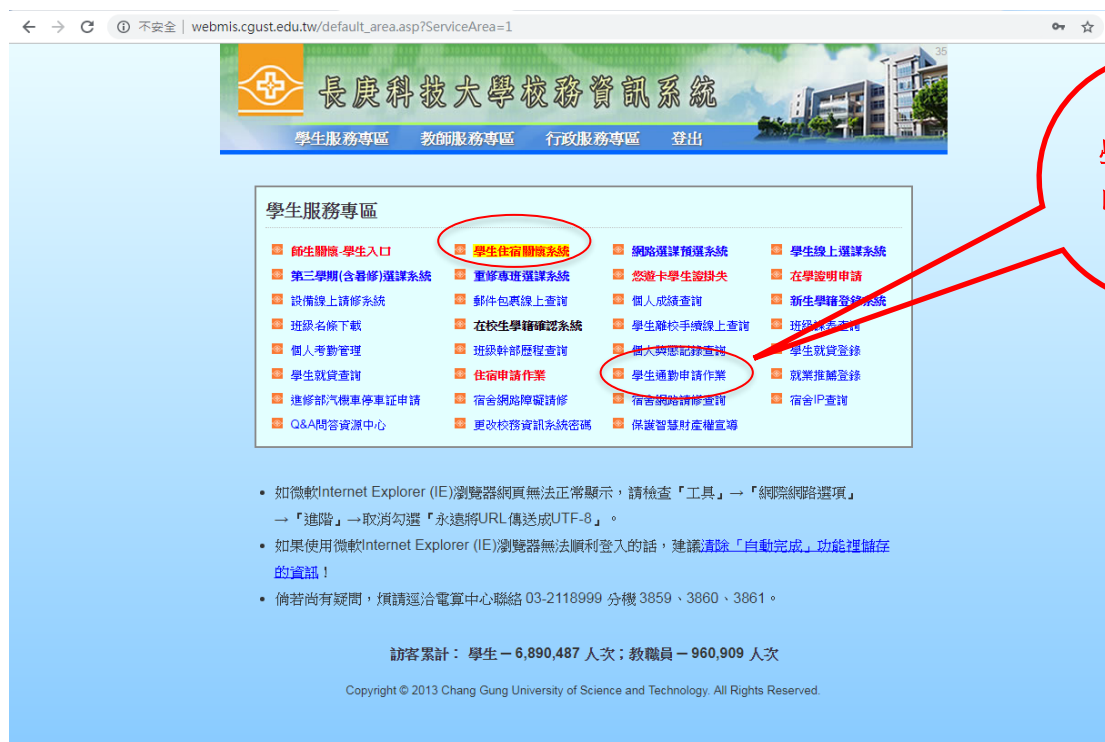 不安全 | webmis.cgust.edu.tw/default_area.asp?ServiceArea=1
35
長庚科技大學校務資訊系統
學生服務專區 教師服務專區 行政服務專區 登出
學生服務專區
師生關懷-學生入口 學生住宿關懷系統 網路選課預選系統 學生線上選課系統
第三學期(含暑修)選課系統 重修專班選課系統 悠遊卡學生證掛失 在學證明申請
設備線上請修系統 郵件包裹線上查詢 個人成績查詢 新生學籍登錄系統
班級名條下載 在校生學籍確認系統 學生離校手續線上查詢 班級課表查詢
個人考勤管理 班級幹部歷程查詢 個人獎懲記錄查詢 學生就貸登錄
學生就貸查詢 住宿申請作業 學生通勤申請作業 就業推薦登錄
進修部汽機車停車証申請 宿舍網路障礙請修 宿舍網路請修查詢 宿舍IP查詢
Q&A問答資源中心 更改校務資訊系統密碼 保護智慧財產權宣導
如微軟Internet Explorer (IE)瀏覽器網頁無法正常顯示，請檢查『工具』→『網際網路選項』
→『進階』→取消勾選『永遠將URL傳送成UTF-8』。
如果使用微軟Internet Explorer (IE)瀏覽器無法順利登入的話，建議清除「自動完成」功能裡儲存
的資訊！
倘若尚有疑問，煩請逕洽電算中心聯絡 03-2118999 分機 3859、3860、3861。
訪客累計： 學生－6,890,487 人次；教職員－960,909 人次
Copyright © 2013 Chang Gung University of Science and Technology. All Rights Reserved.